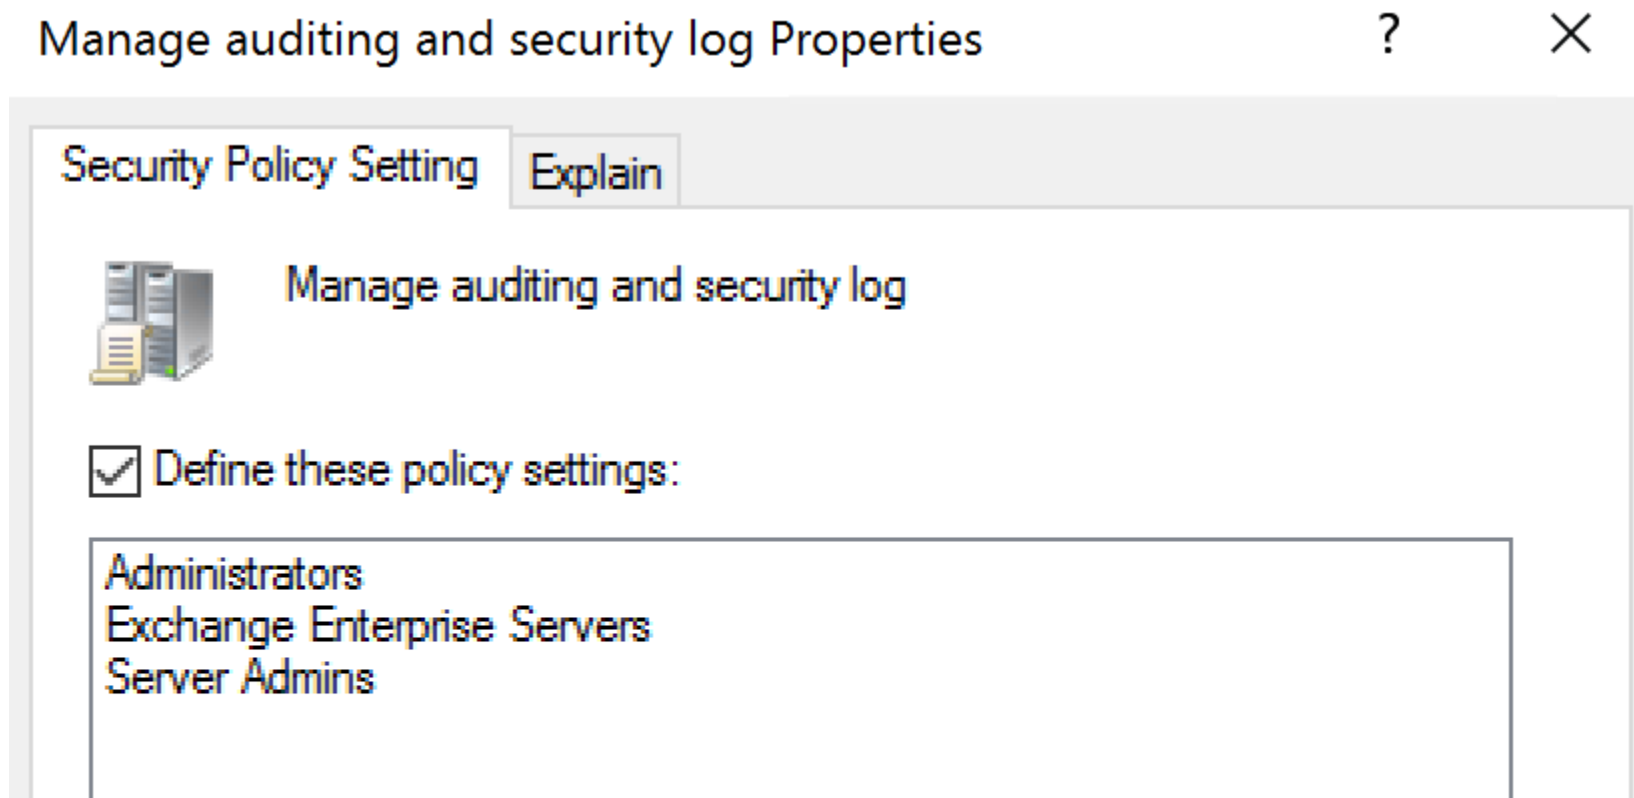 Manage auditing and security log Properties ?
Security Policy Setting Explain
Manage auditing and security log
Define these policy settings:
Administrators
Exchange Enterprise Servers
Server Admins